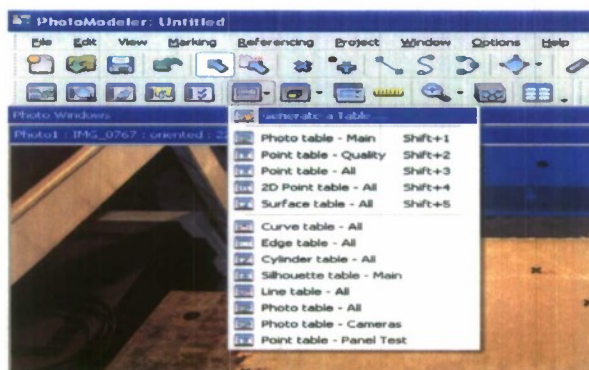 PhotoModeler: Untitled
File Edit View Marking Referencing Project Window Options Help
Photo Windows
Photo1 : IMG_0767 : oriented : 2
Generate a Table...
Photo table - Main Shift+1
Point table - Quality Shift+2
Point table - All Shift+3
2D Point table - All Shift+4
Surface table - All Shift+5
Curve table - All
Edge table - All
Cylinder table - All
Silhouette table - Main
Line table - All
Photo table - All
Photo table - Cameras
Point table - Panel Test